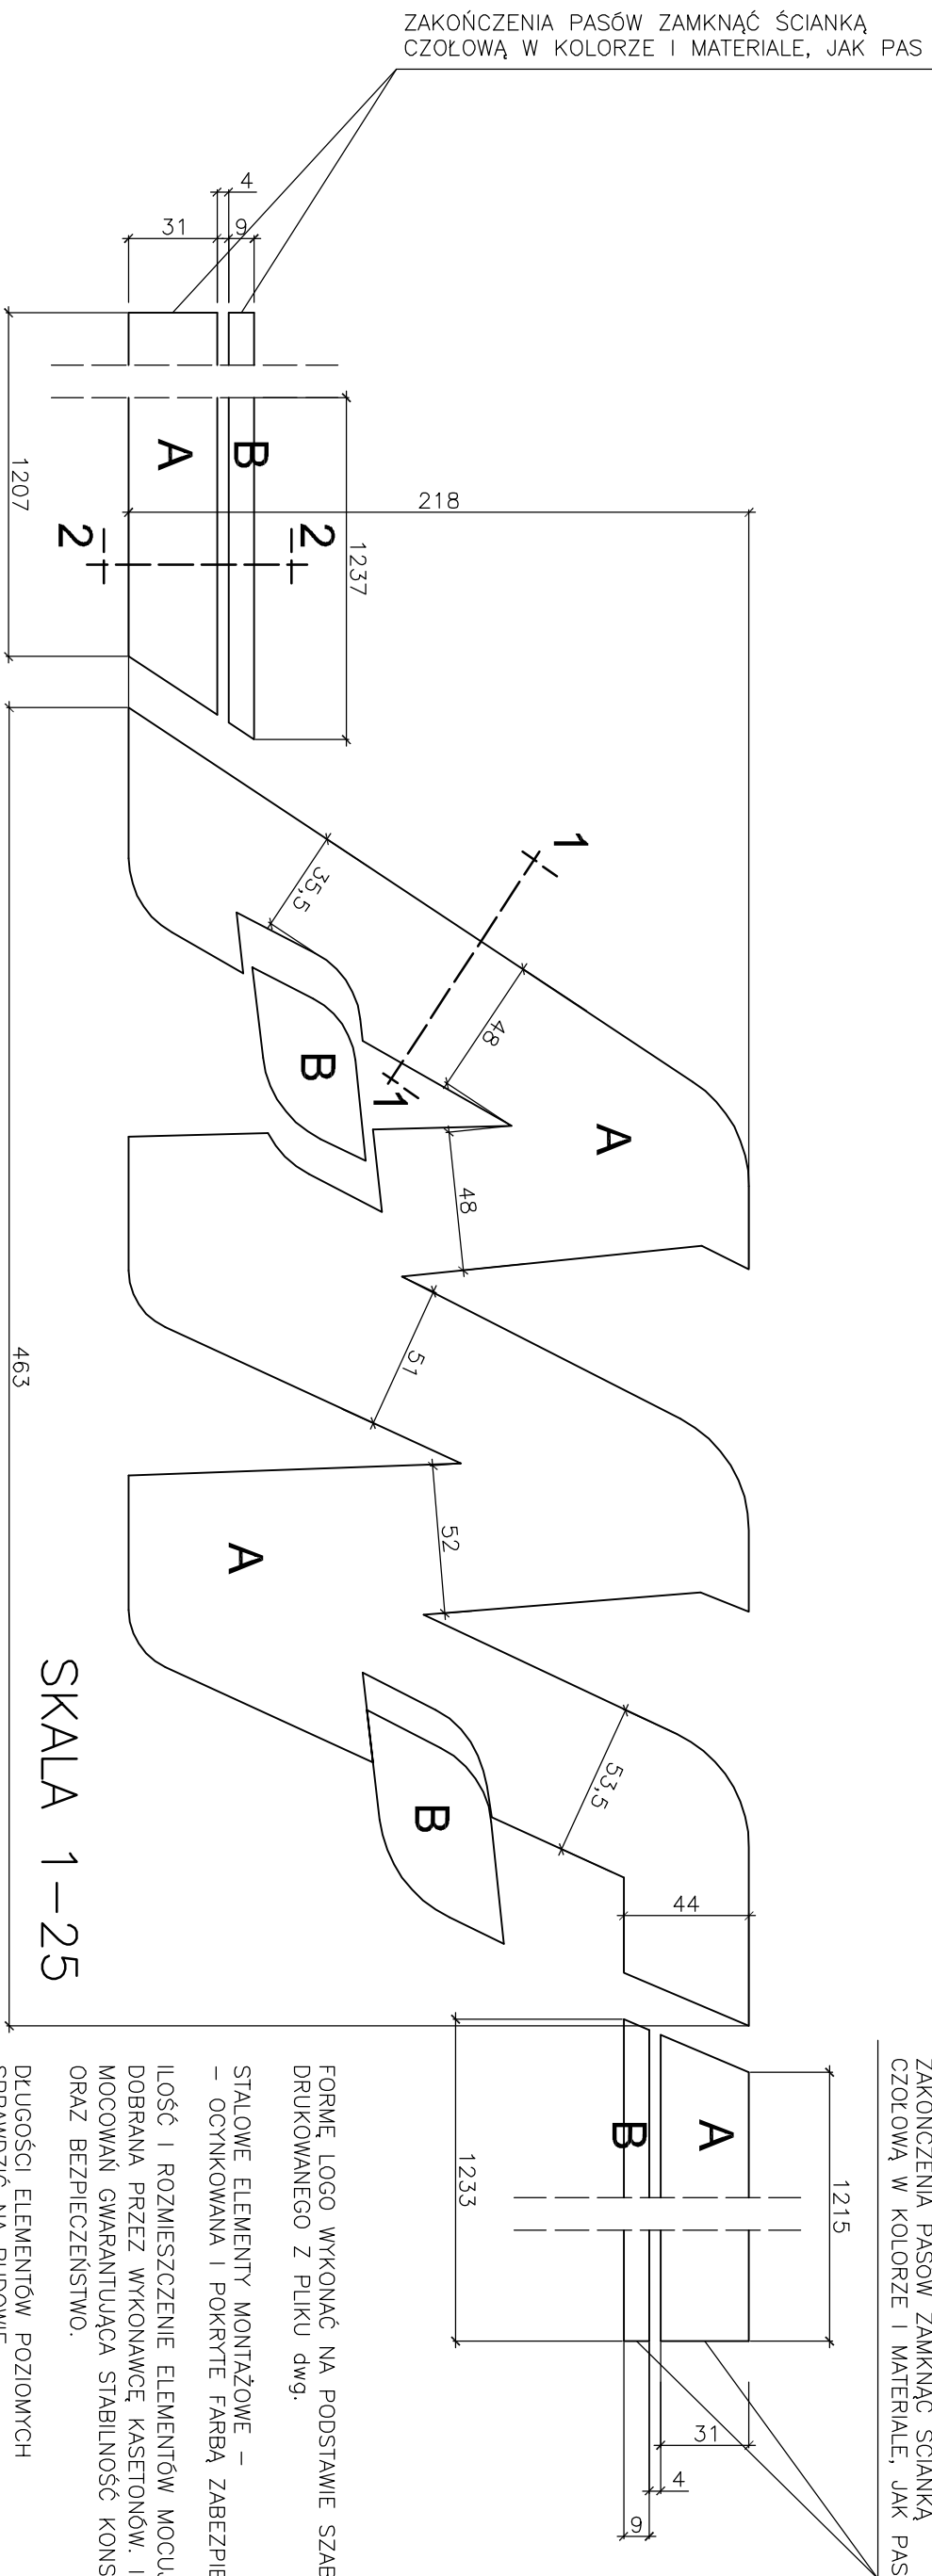 ZAKOŃCZENIA PASÓW ZAMKNĄĆ ŚCIANKĄ
CZOŁOWĄ W KOLORZE I MATERIALE, JAK PAS
4
31
9
A
B
1207
1237
218
2
2
1
1
35,5
48
A
B
48
51
52
A
53,5
B
44
463
SKALA 1-25
ZAKOŃCZENIA PASÓW ZAMKNĄĆ ŚCIANKĄ
CZOŁOWĄ W KOLORZE I MATERIALE, JAK PAS
A
B
1215
1233
31
4
9
FORMĘ LOGO WYKONAĆ NA PODSTAWIE
DRUKOWANEGO Z PLIKU dwg.
STALOWE ELEMENTY MONTAŻOWE –
– OCYNKOWANA I POKRYTE FARBĄ
ILOŚĆ I ROZMIESZCZENIE ELEMENTÓW
DOBRANA PRZEZ WYKONAWCĘ KASETONÓW.
MOCOWAŃ GWARANTUJĄCA STABILNOŚĆ
ORAZ BEZPIECZEŃSTWO.
DŁUGOŚCI ELEMENTÓW POZIOMYCH
SPRAWDZIĆ NA BUDOWIE